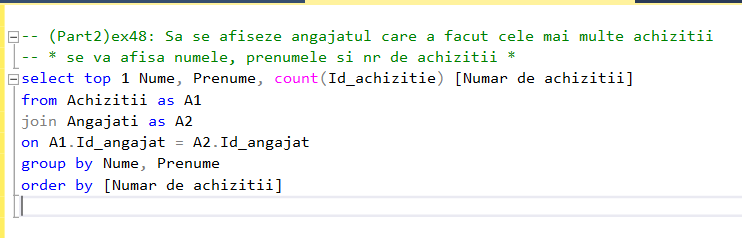 -- (Part2)ex48: Sa se afiseze angajatul care a facut cele mai multe achizitii
-- * se va afisa numele, prenumele si nr de achizitii *
select top 1 Nume, Prenume, count(Id_achizitie) [Numar de achizitii]
from Achizitii as A1
join Angajati as A2
on A1.Id_angajat = A2.Id_angajat
group by Nume, Prenume
order by [Numar de achizitii]